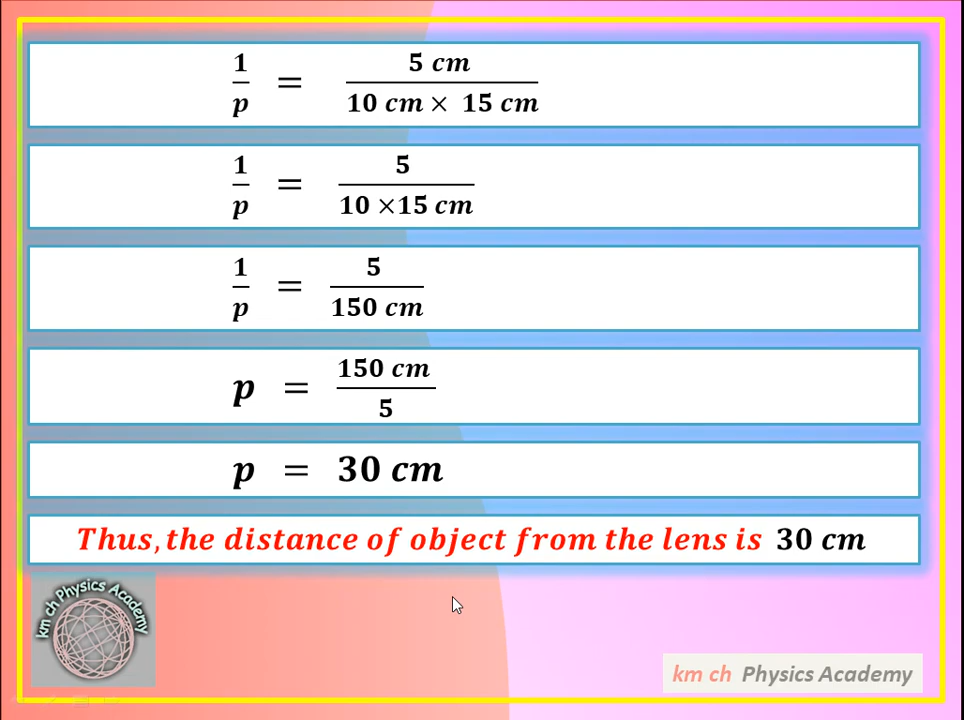 1/p = 5 cm / 10 cm × 15 cm
1/p = 5 / 10 ×15 cm
1/p = 5 / 150 cm
p = 150 cm / 5
p = 30 cm
Thus, the distance of object from the lens is 30 cm
km ch Physics Academy
km ch Physics Academy